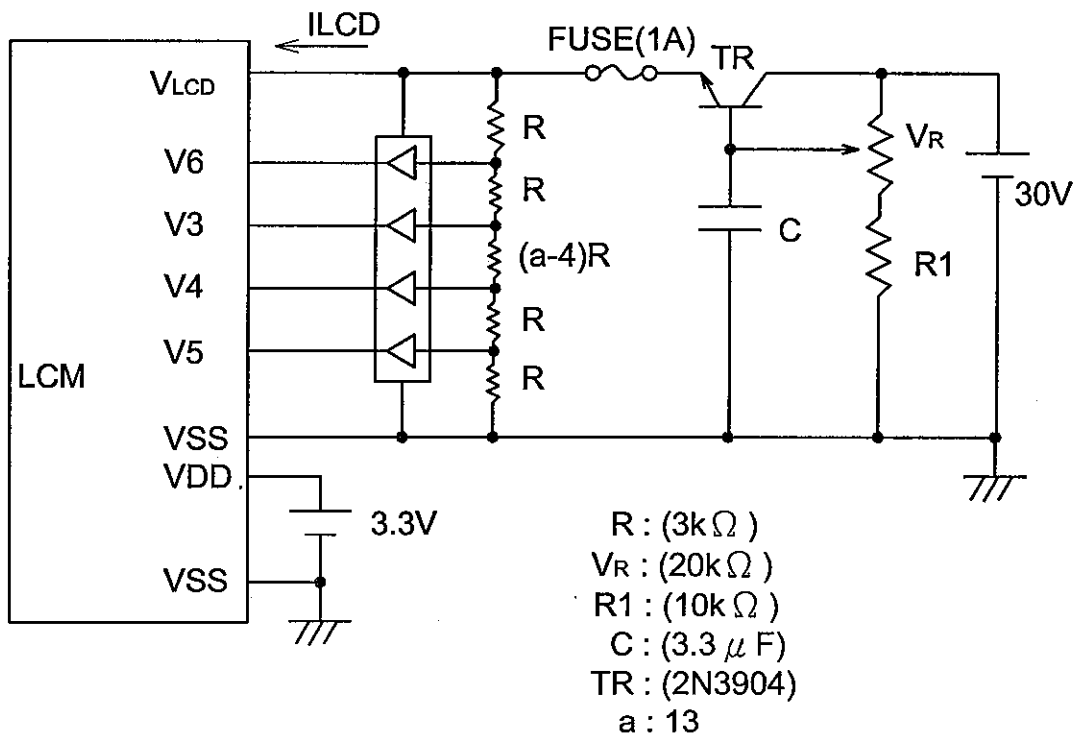 ILCD
FUSE(1A)
TR
VLCD
R
VR
V6
R
30V
V3
C
(a-4)R
R1
V4
R
V5
LCM
R
VSS
VDD
3.3V
VSS
R : (3kΩ)
VR : (20kΩ)
R1 : (10kΩ)
C : (3.3 μF)
TR : (2N3904)
a : 13